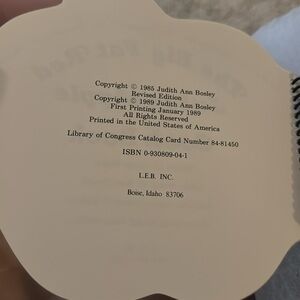 Copyright © 1985 Judith Ann Bosley
Revised Edition
Copyright © 1989 Judith Ann Bosley
First Printing January 1989
All Rights Reserved
Printed in the United States of America
Library of Congress Catalog Card Number 84-81450
ISBN 0-930809-04-1
L.E.B. INC.
Boise, Idaho 83706